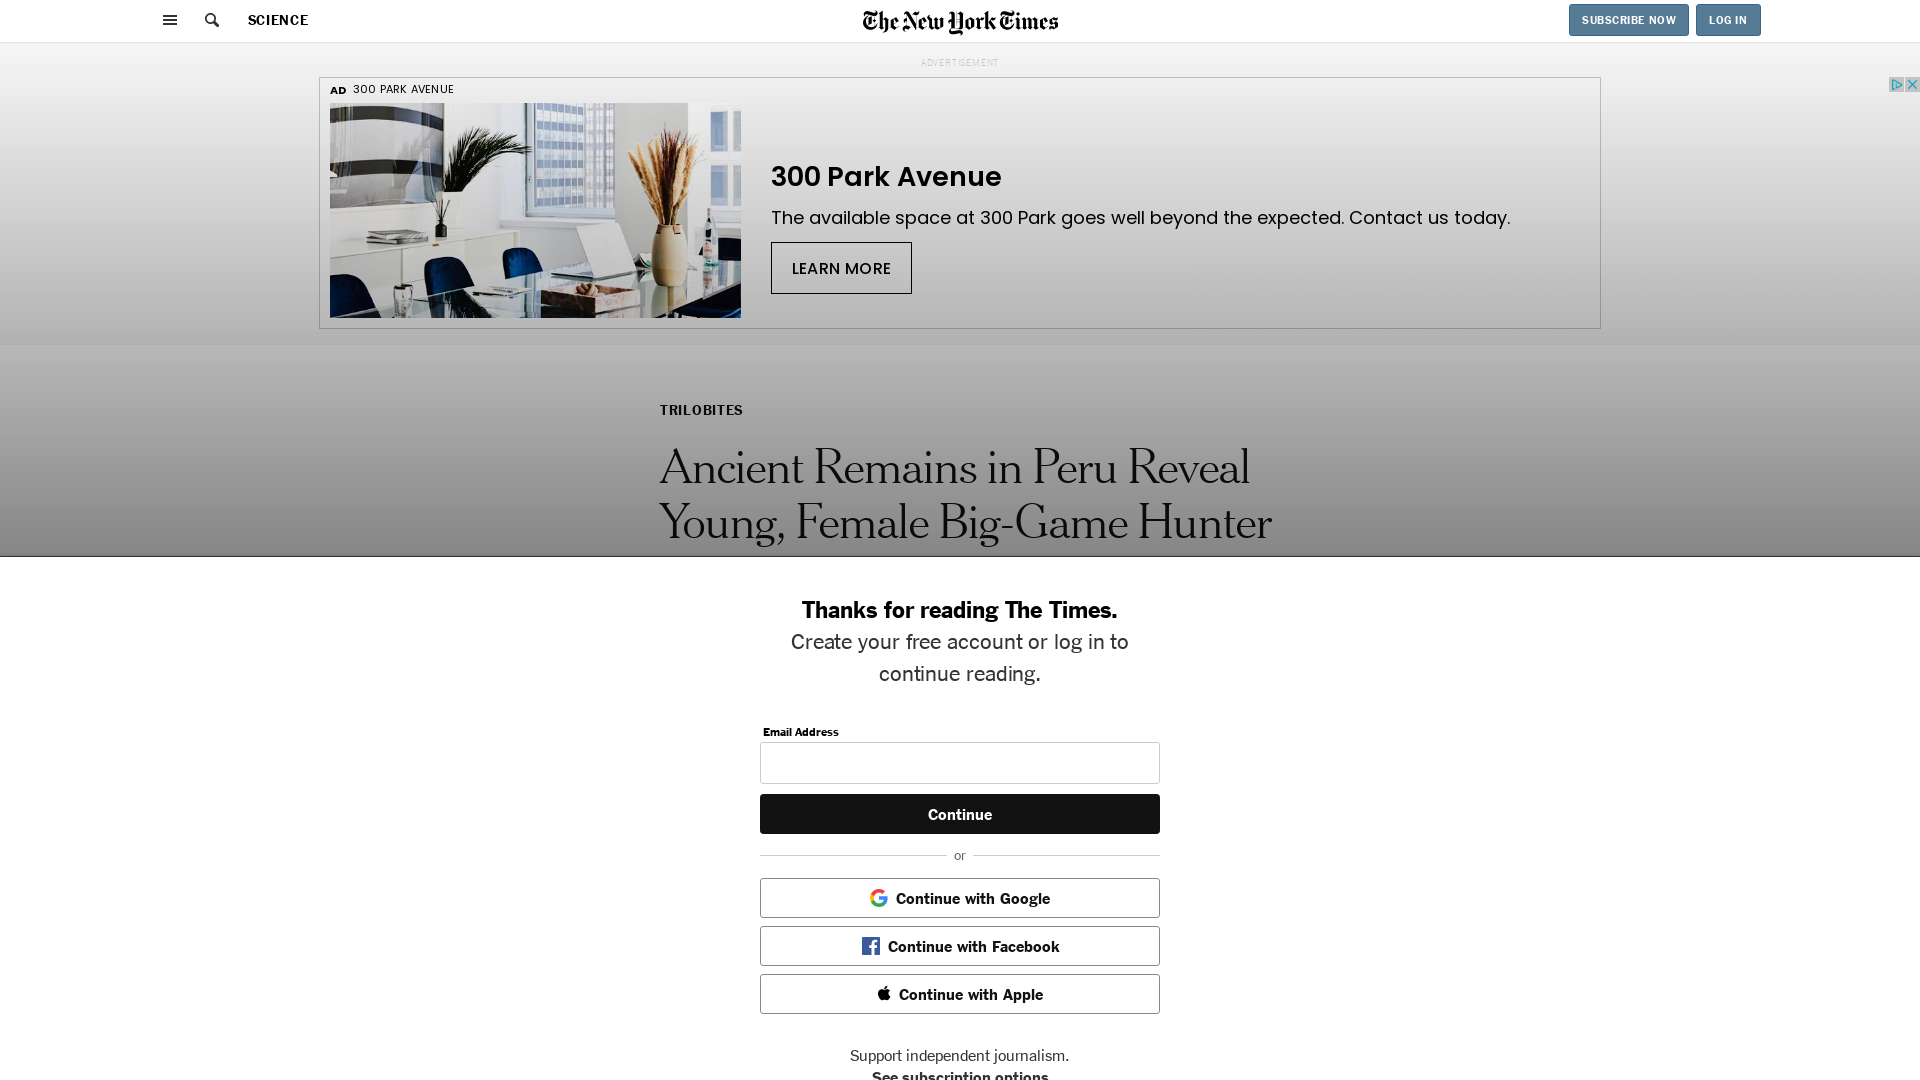 SCIENCE
The New York Times
SUBSCRIBE NOW
LOG IN
ADVERTISEMENT
AD 300 PARK AVENUE
300 Park Avenue
The available space at 300 Park goes well beyond the expected. Contact us today.
LEARN MORE
TRILOBITES
Ancient Remains in Peru Reveal
Young, Female Big-Game Hunter
Thanks for reading The Times.
Create your free account or log in to
continue reading.
Email Address
Continue
or
Continue with Google
Continue with Facebook
Continue with Apple
Support independent journalism.
See subscription options